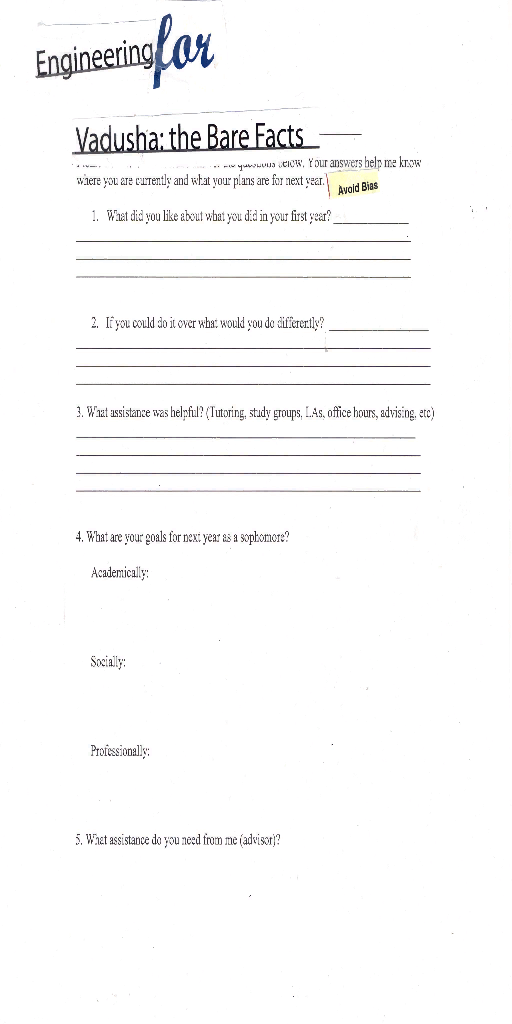 Engineering for
Vadusha: the Bare Facts
questions below. Your answers help me know
where you are currently and what your plans are for next year.
Avoid Bias
1. What did you like about what you did in your first year?
2. If you could do it over what would you do differently?
3. What assistance was helpful? (Tutoring, study groups, LAs, office hours, advising, etc)
4. What are your goals for next year as a sophomore?
Academically:
Socially:
Professionally:
5. What assistance do you need from me (advisor)?